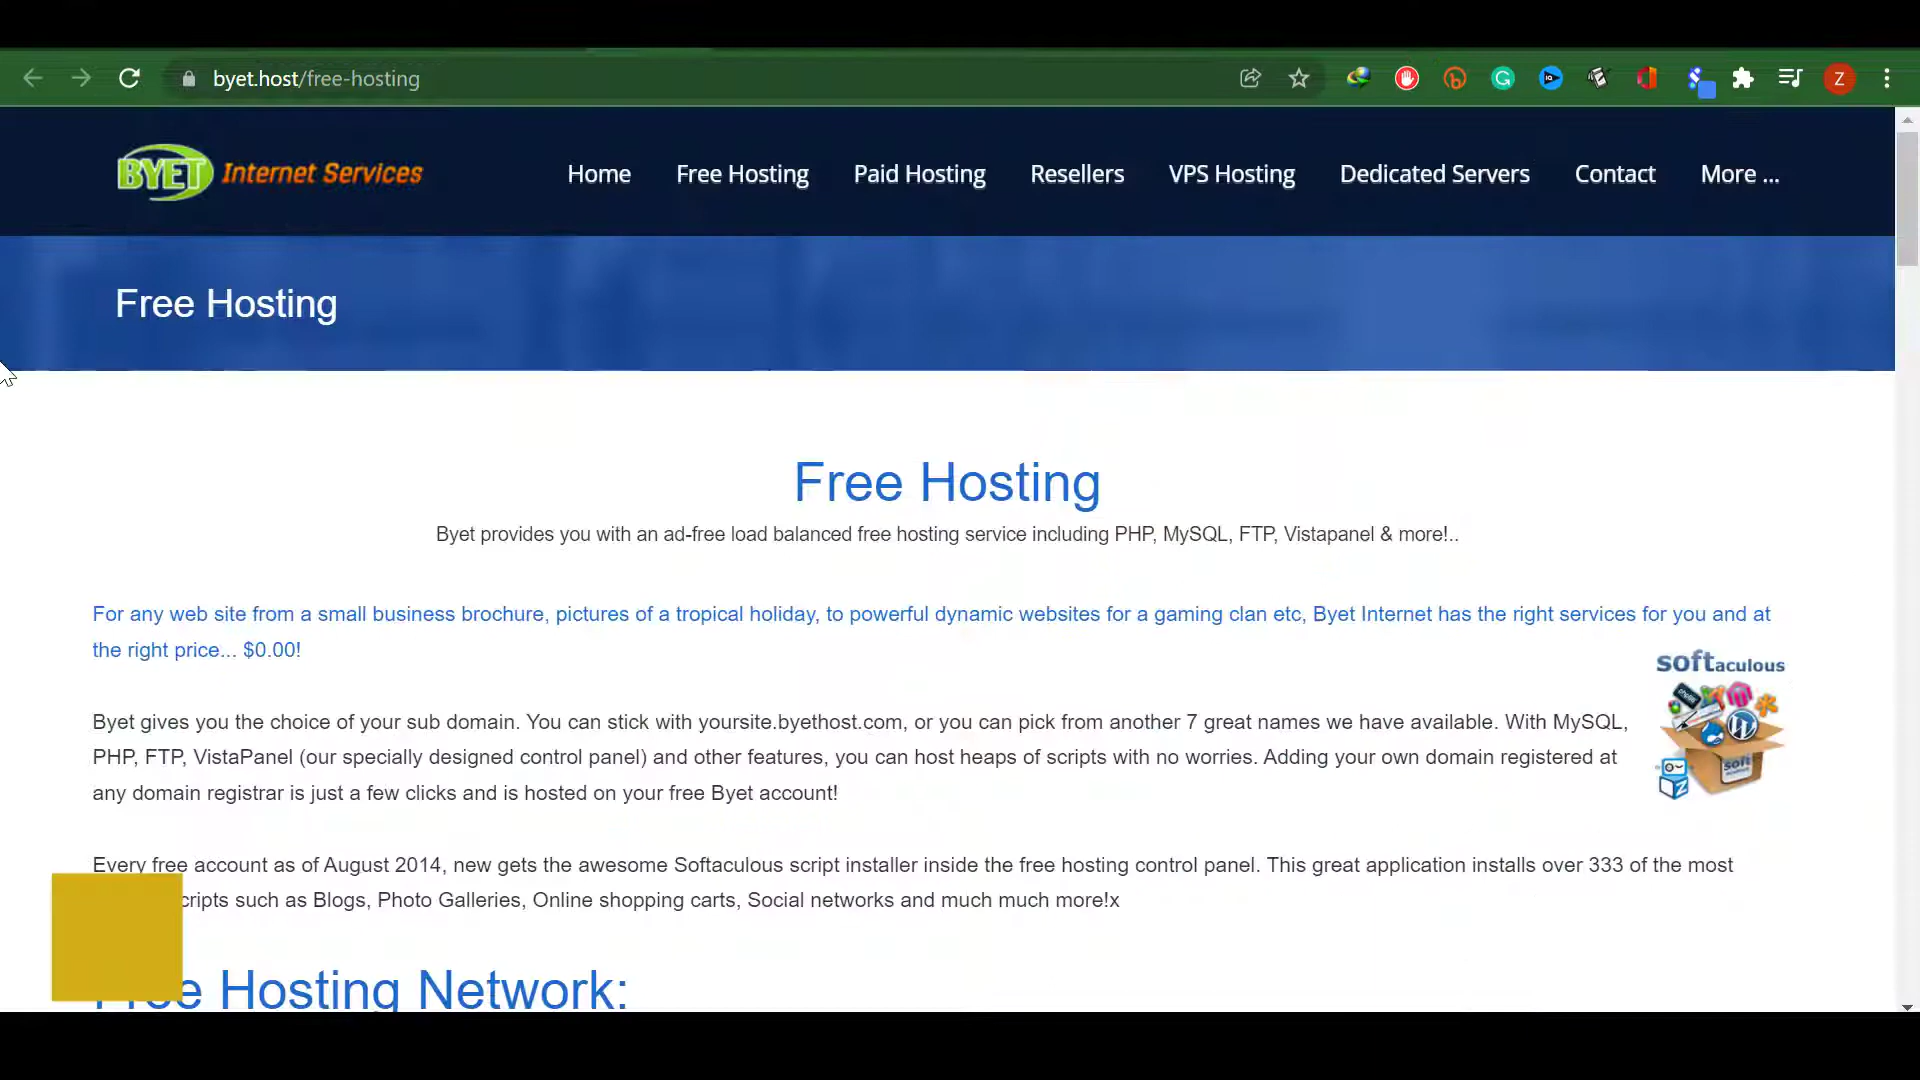 byet.host/free-hosting
Z
BYET Internet Services
Home Free Hosting Paid Hosting Resellers VPS Hosting Dedicated Servers Contact More ...
Free Hosting
Free Hosting
Byet provides you with an ad-free load balanced free hosting service including PHP, MySQL, FTP, Vistapanel & more!..
For any web site from a small business brochure, pictures of a tropical holiday, to powerful dynamic websites for a gaming clan etc, Byet Internet has the right services for you and at
the right price... $0.00!
softaculous
Byet gives you the choice of your sub domain. You can stick with yoursite.byethost.com, or you can pick from another 7 great names we have available. With MySQL,
PHP, FTP, VistaPanel (our specially designed control panel) and other features, you can host heaps of scripts with no worries. Adding your own domain registered at
soft
any domain registrar is just a few clicks and is hosted on your free Byet account!
Every free account as of August 2014, new gets the awesome Softaculous script installer inside the free hosting control panel. This great application installs over 333 of the most
cripts such as Blogs, Photo Galleries, Online shopping carts, Social networks and much much more!x
e Hosting Network: